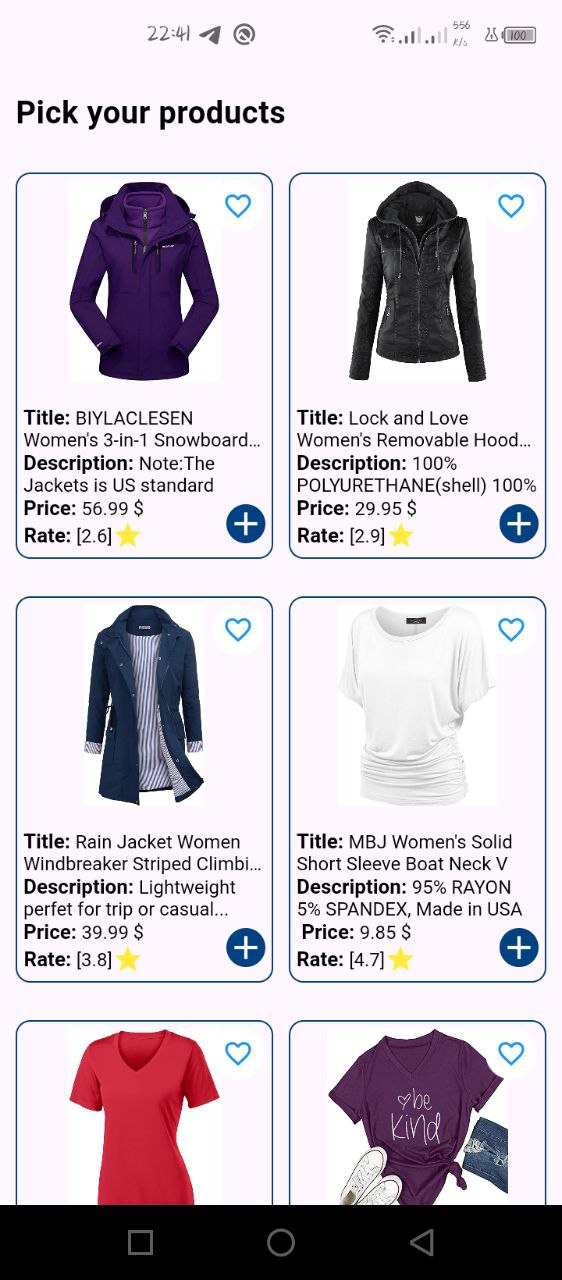 22:41
556
K/s
100
Pick your products
Title: BIYLACLESEN
Women's 3-in-1 Snowboard...
Description: Note:The
Jackets is US standard
Price: 56.99 $
Rate: [2.6]
Title: Lock and Love
Women's Removable Hood...
Description: 100%
POLYURETHANE(shell) 100%
Price: 29.95 $
Rate: [2.9]
Title: Rain Jacket Women
Windbreaker Striped Climbi...
Description: Lightweight
perfet for trip or casual...
Price: 39.99 $
Rate: [3.8]
Title: MBJ Women's Solid
Short Sleeve Boat Neck V
Description: 95% RAYON
5% SPANDEX, Made in USA
Price: 9.85 $
Rate: [4.7]
be
kind